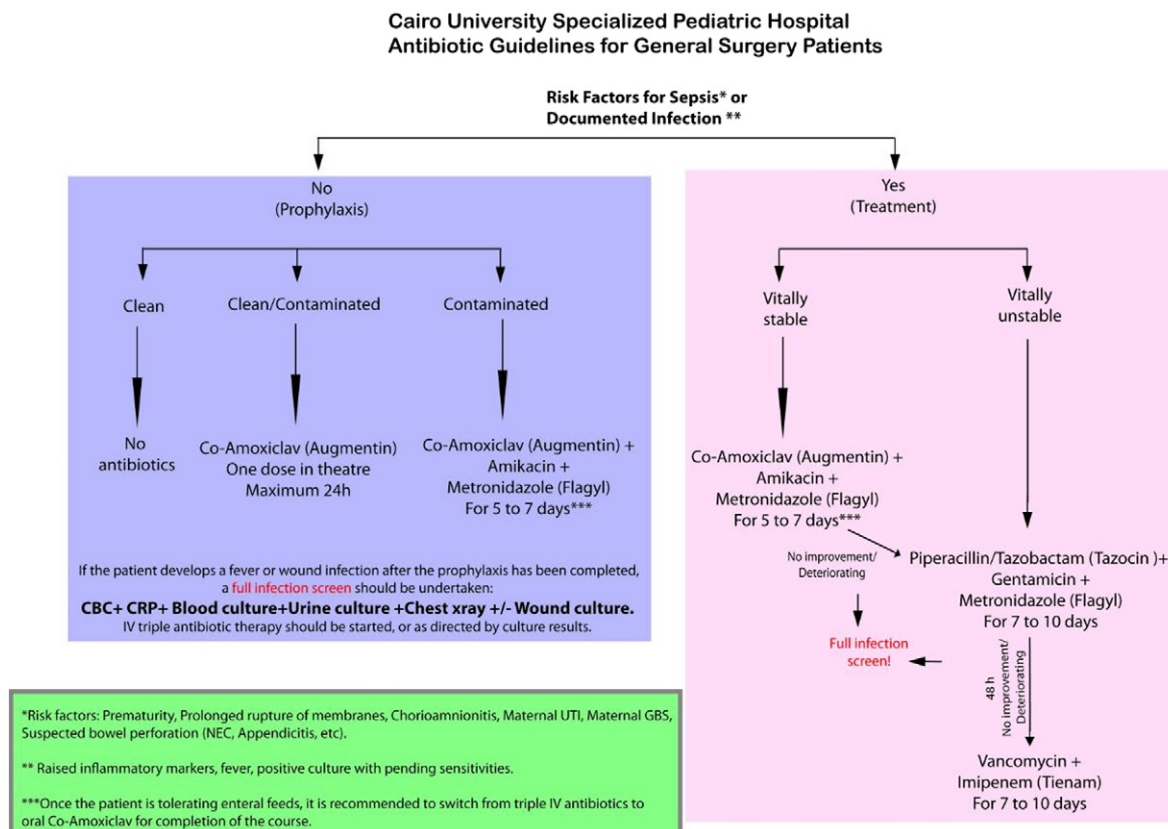 Cairo University Specialized Pediatric Hospital
Antibiotic Guidelines for General Surgery Patients
Risk Factors for Sepsis* or
Documented Infection **
No
(Prophylaxis)
Clean
Clean/Contaminated
Contaminated
No
antibiotics
Co-Amoxiclav (Augmentin)
One dose in theatre
Maximum 24h
Co-Amoxiclav (Augmentin) +
Amikacin +
Metronidazole (Flagyl)
For 5 to 7 days***
If the patient develops a fever or wound infection after the prophylaxis has been completed,
a full infection screen should be undertaken:
CBC+ CRP+ Blood culture+Urine culture +Chest xray +/- Wound culture.
IV triple antibiotic therapy should be started, or as directed by culture results.
Yes
(Treatment)
Vitally
stable
Vitally
unstable
Co-Amoxiclav (Augmentin) +
Amikacin +
Metronidazole (Flagyl)
For 5 to 7 days***
No improvement/
Deteriorating
Piperacillin/Tazobactam (Tazocin )+
Gentamicin +
Metronidazole (Flagyl)
For 7 to 10 days
Full infection
screen!
48 h
No improvement/
Deteriorating
Vancomycin +
Imipenem (Tienam)
For 7 to 10 days
*Risk factors: Prematurity, Prolonged rupture of membranes, Chorioamnionitis, Maternal UTI, Maternal GBS,
Suspected bowel perforation (NEC, Appendicitis, etc).
** Raised inflammatory markers, fever, positive culture with pending sensitivities.
***Once the patient is tolerating enteral feeds, it is recommended to switch from triple IV antibiotics to
oral Co-Amoxiclav for completion of the course.